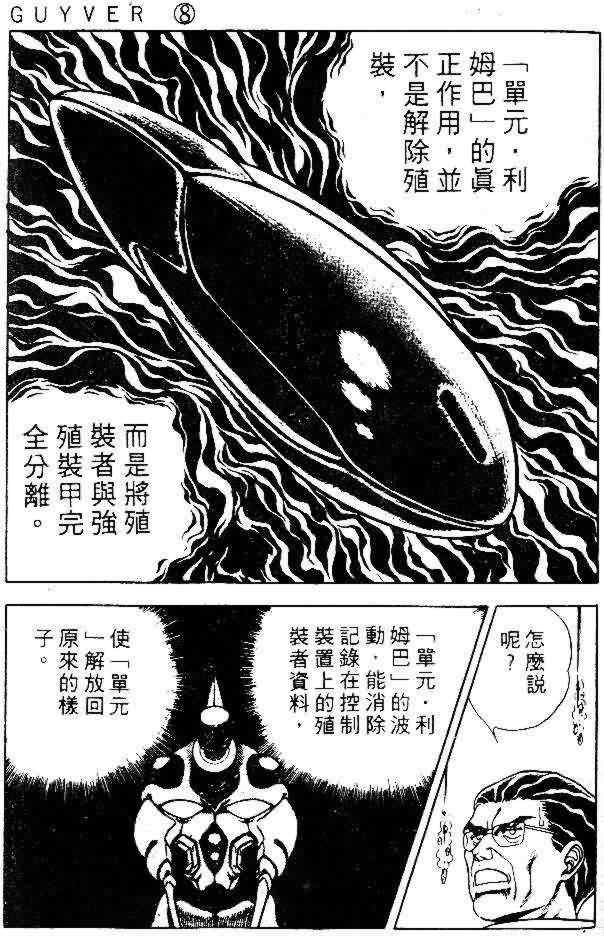 GUYVER ⑧
「單元・利
姆巴」的眞
正作用，並
不是解除殖
裝，
而是將殖
裝者與強
殖裝甲完
全分離。
怎麼說
呢？
「單元・利
姆巴」的波
動，能消除
記錄在控制
裝置上的殖
裝者資料，
使「單元
」解放回
原來的樣
子。